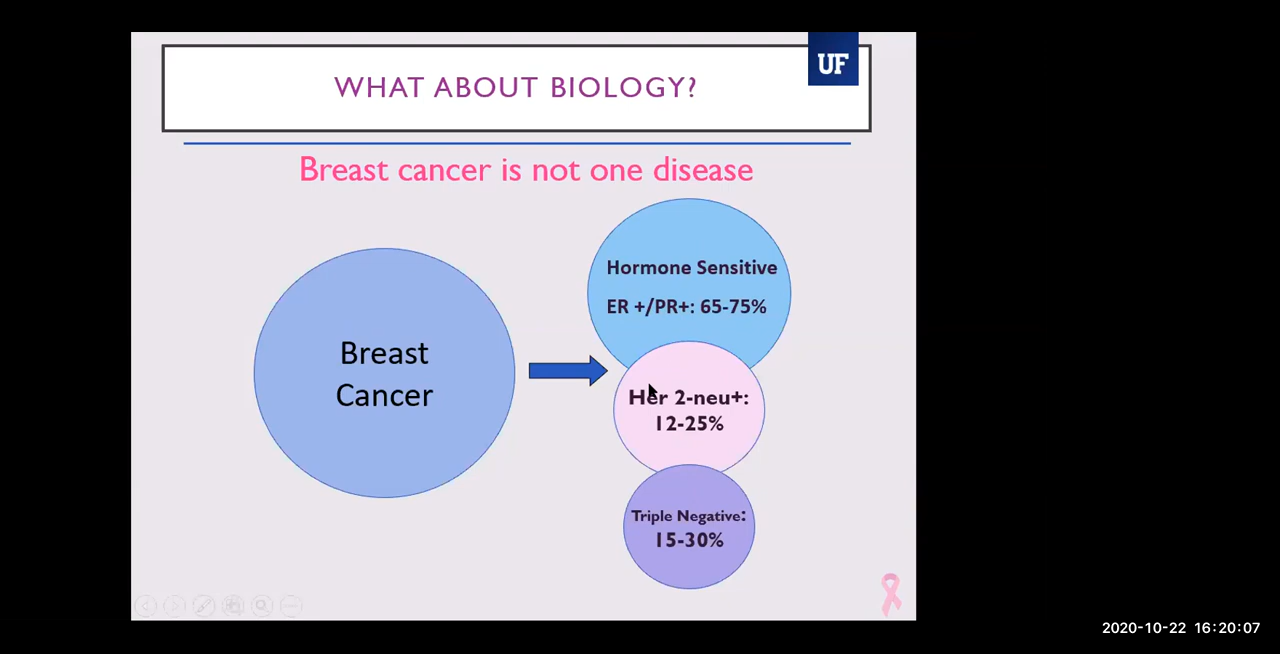 UF
WHAT ABOUT BIOLOGY?
Breast cancer is not one disease
Breast
Cancer
Hormone Sensitive
ER +/PR+: 65-75%
Her 2-neu+:
12-25%
Triple Negative:
15-30%
2020-10-22 16:20:07